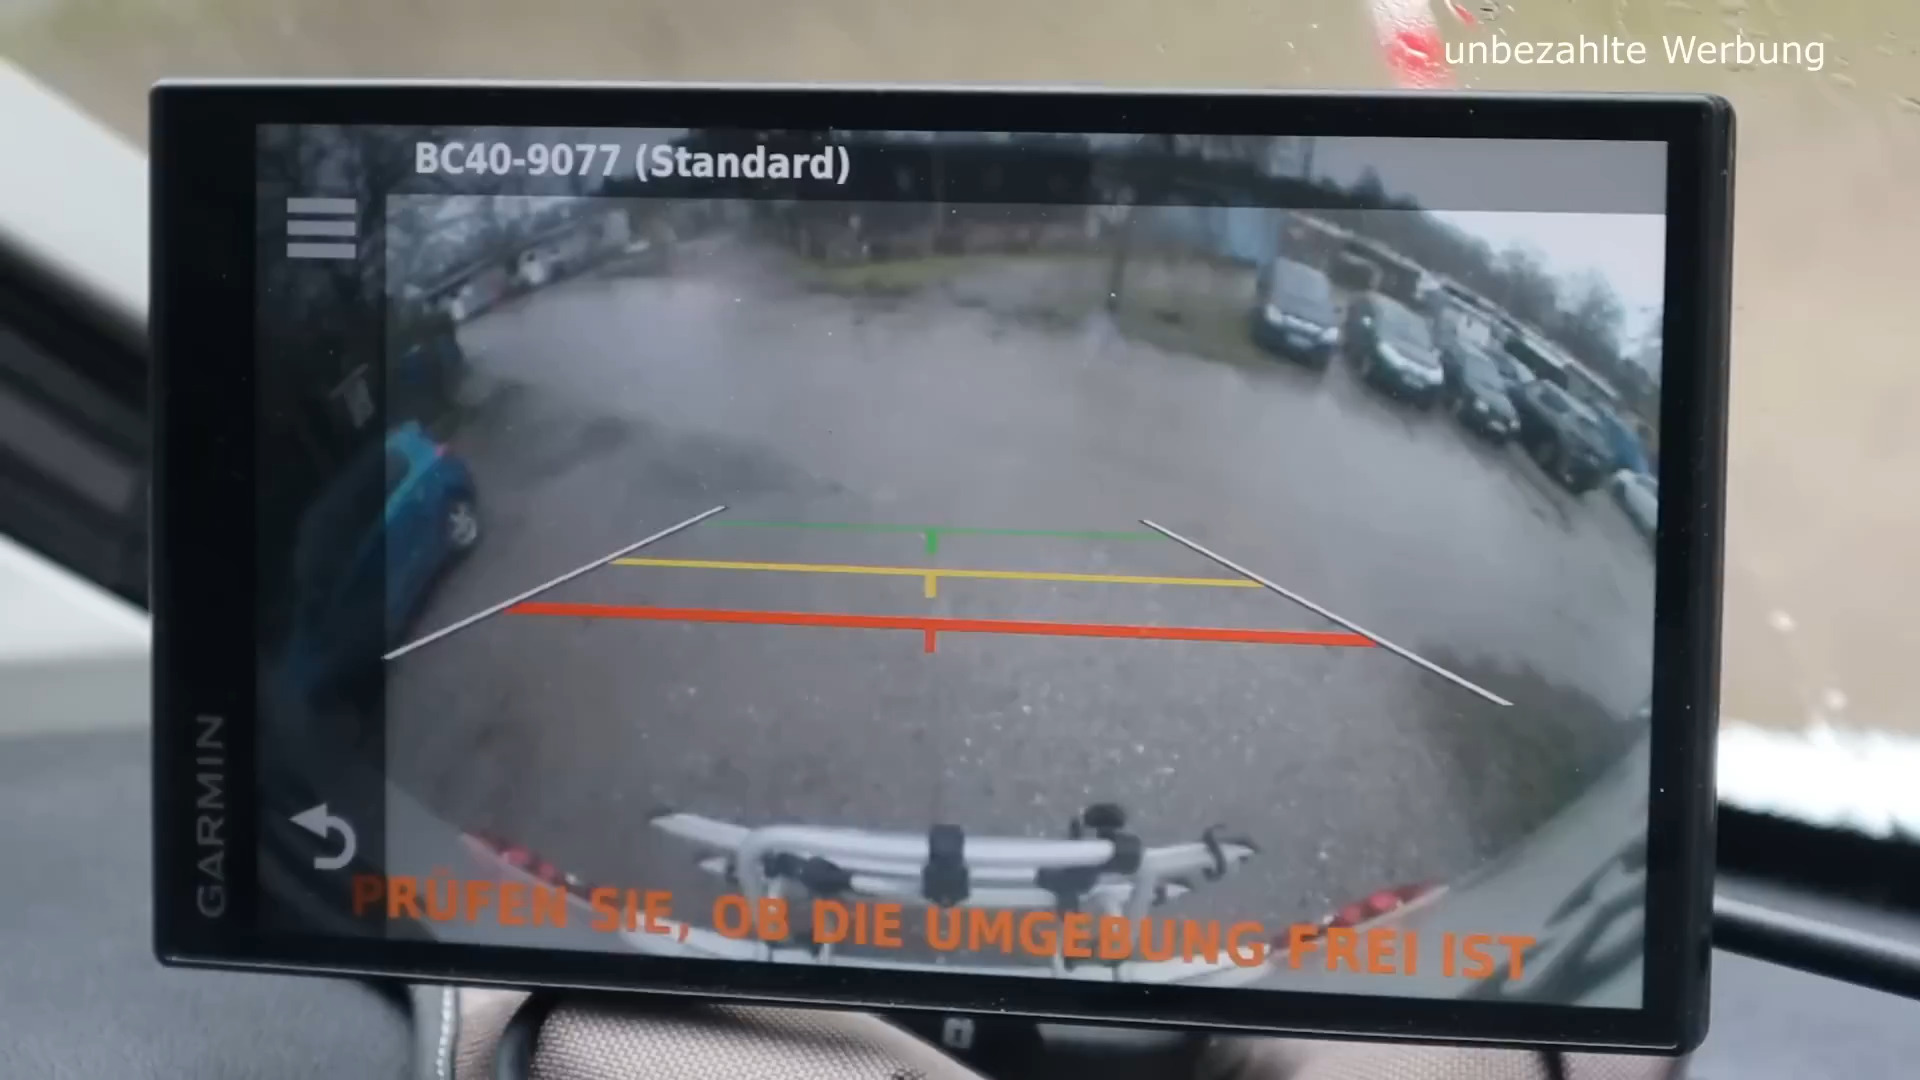 unbezahlte Werbung
BC40-9077 (Standard)
GARMIN
PRÜFEN SIE, OB DIE UMGEBUNG FREI IST